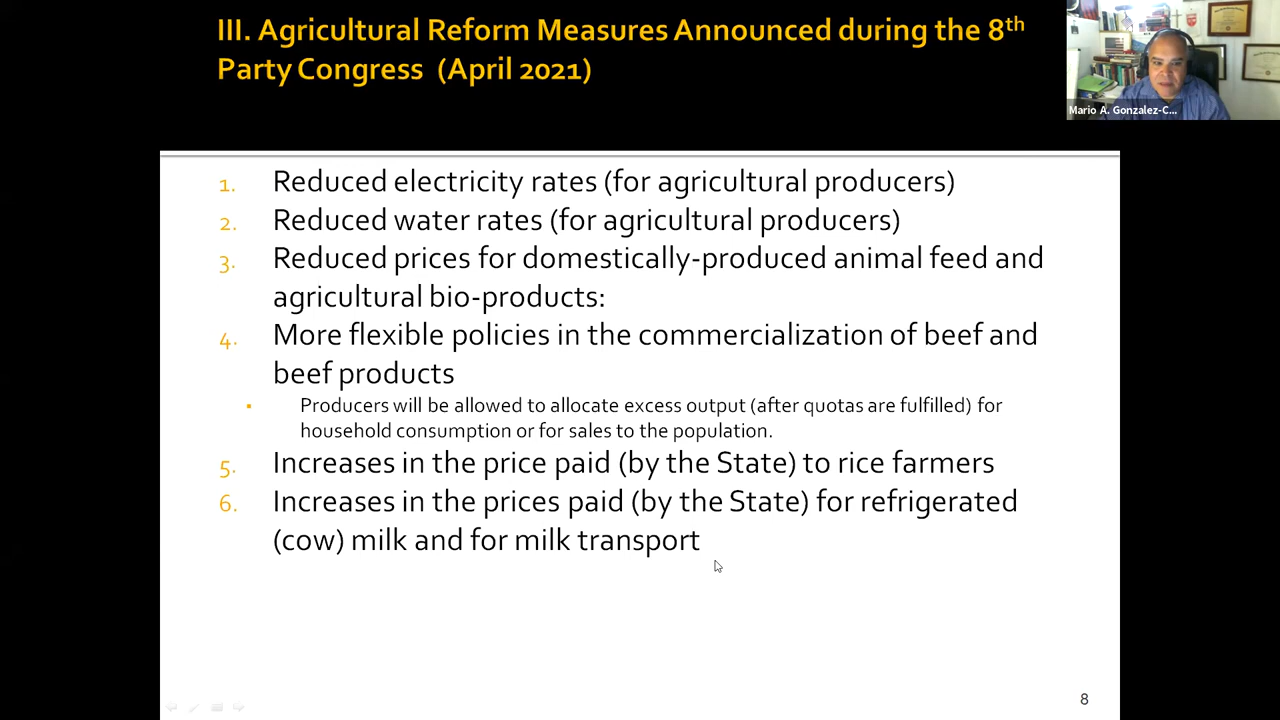 III. Agricultural Reform Measures Announced during the 8th
Party Congress (April 2021)
Mario A. Gonzalez-C...
1. Reduced electricity rates (for agricultural producers)
2. Reduced water rates (for agricultural producers)
3. Reduced prices for domestically-produced animal feed and
agricultural bio-products:
4. More flexible policies in the commercialization of beef and
beef products
▪ Producers will be allowed to allocate excess output (after quotas are fulfilled) for
household consumption or for sales to the population.
5. Increases in the price paid (by the State) to rice farmers
6. Increases in the prices paid (by the State) for refrigerated
(cow) milk and for milk transport
8